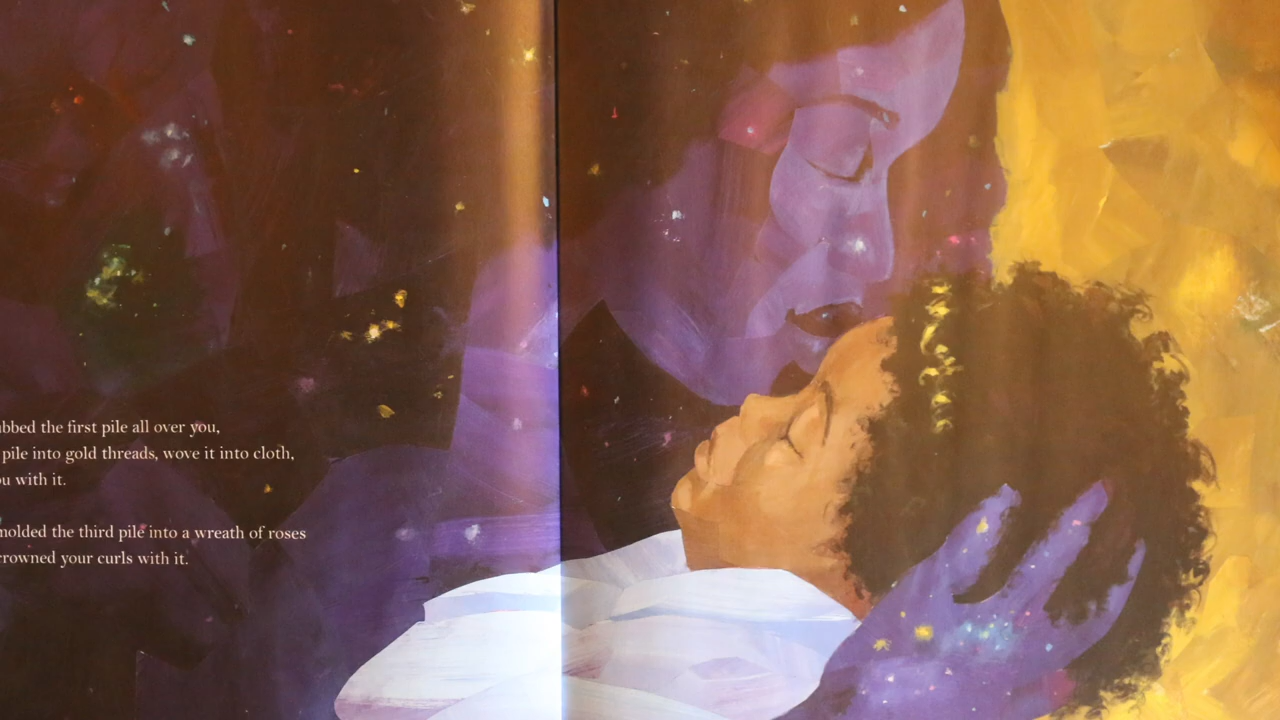 bbed the first pile all over you,
pile into gold threads, wove it into cloth,
u with it.
molded the third pile into a wreath of roses
crowned your curls with it.